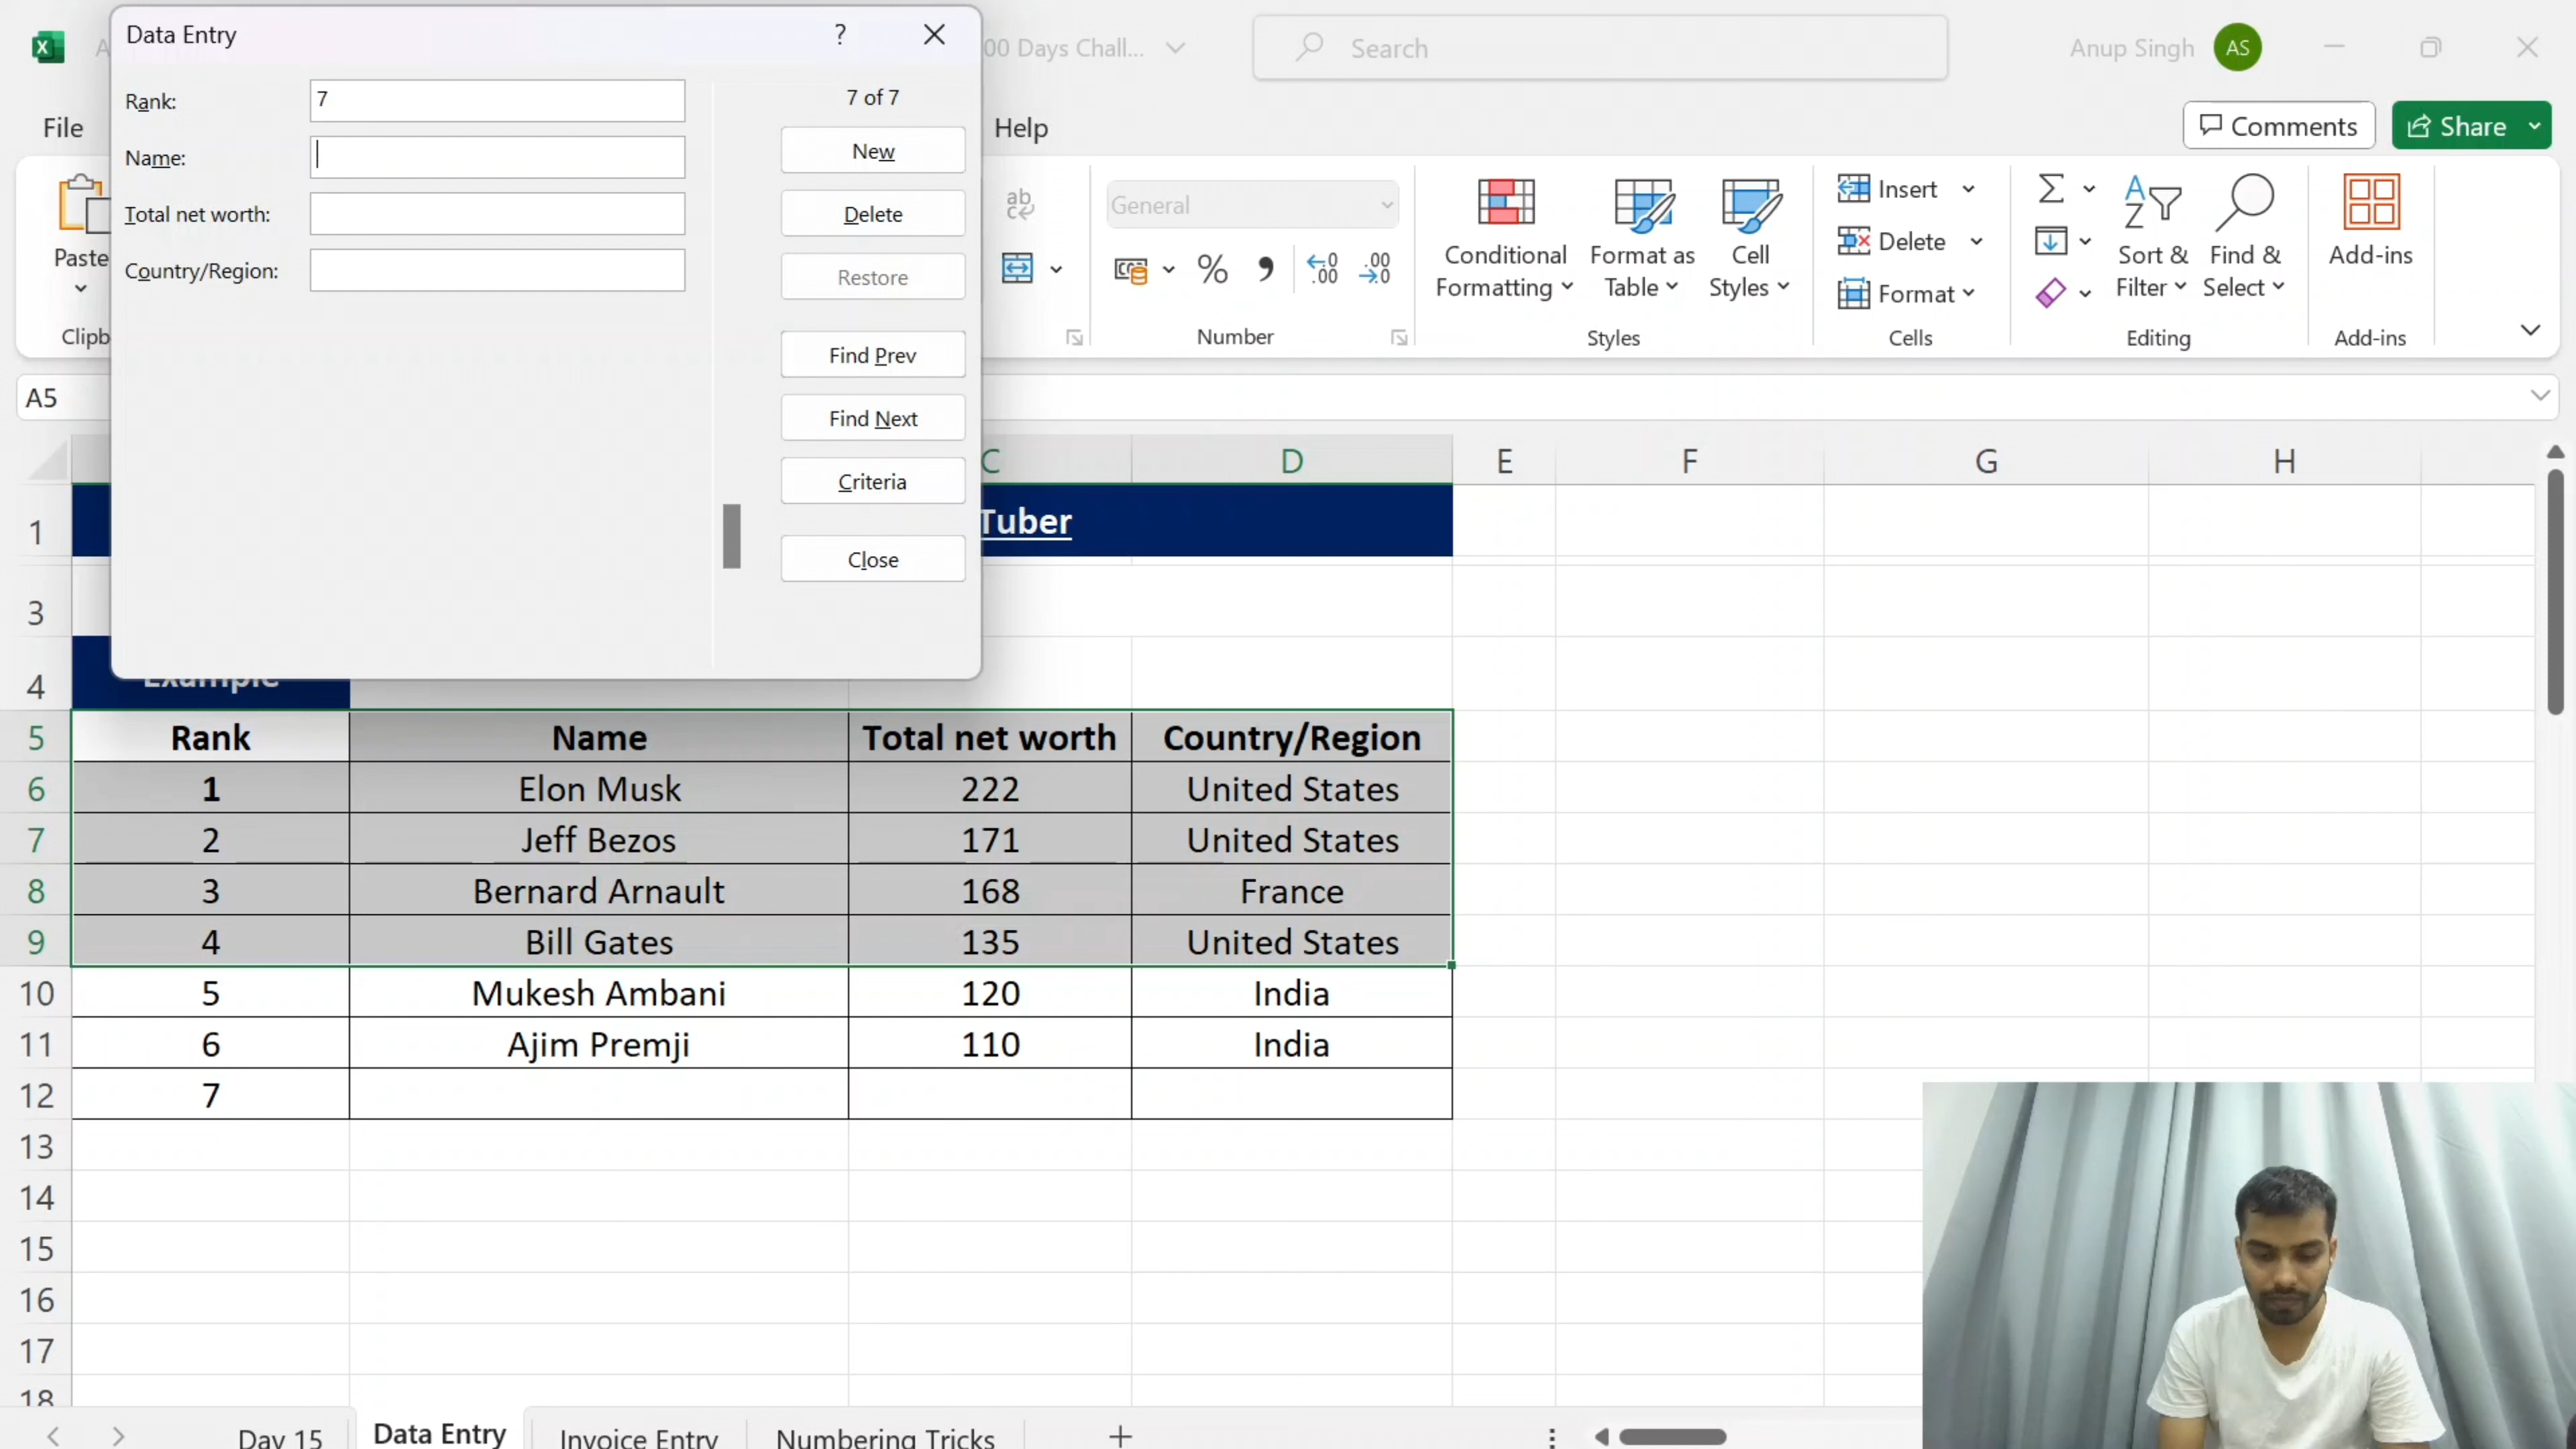 Data Entry ? 00 Days Chall... Search Anup Singh AS
Rank: 7
7 of 7
New
Name:
Total net worth:
Delete
Country/Region:
Restore
Find Prev
Find Next
Criteria
Close
File Help Comments Share
Paste
General
Number
Conditional Formatting
Format as Table
Cell Styles
Styles
Insert
Delete
Format
Cells
Sort & Filter
Find & Select
Editing
Add-ins
Add-ins
A5
C D E F G H
1 Tuber
3
4
5 Rank Name Total net worth Country/Region
6 1 Elon Musk 222 United States
7 2 Jeff Bezos 171 United States
8 3 Bernard Arnault 168 France
9 4 Bill Gates 135 United States
10 5 Mukesh Ambani 120 India
11 6 Ajim Premji 110 India
12 7
13
14
15
16
17
18
Day 15 Data Entry Invoice Entry Numbering Tricks +